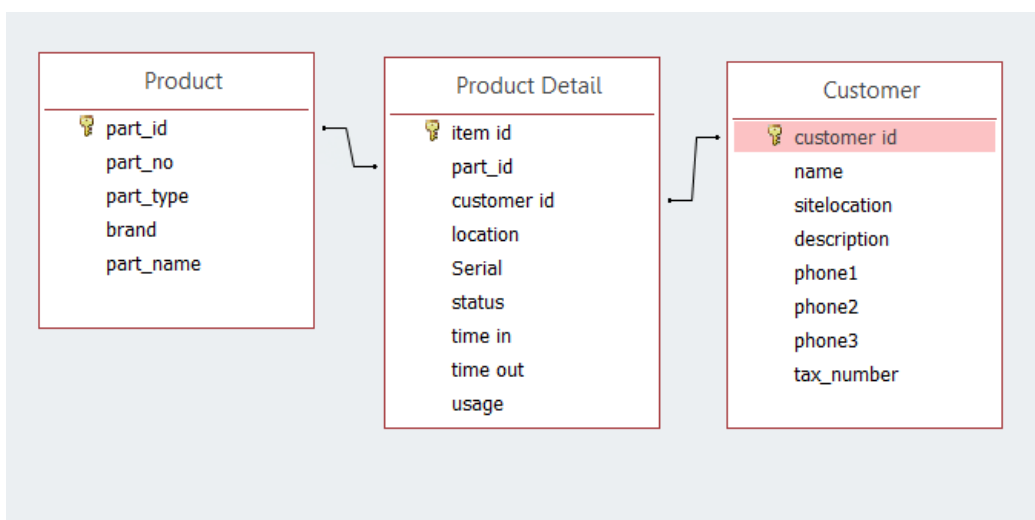 Product
part_id
part_no
part_type
brand
part_name
Product Detail
item id
part_id
customer id
location
Serial
status
time in
time out
usage
Customer
customer id
name
sitelocation
description
phone1
phone2
phone3
tax_number